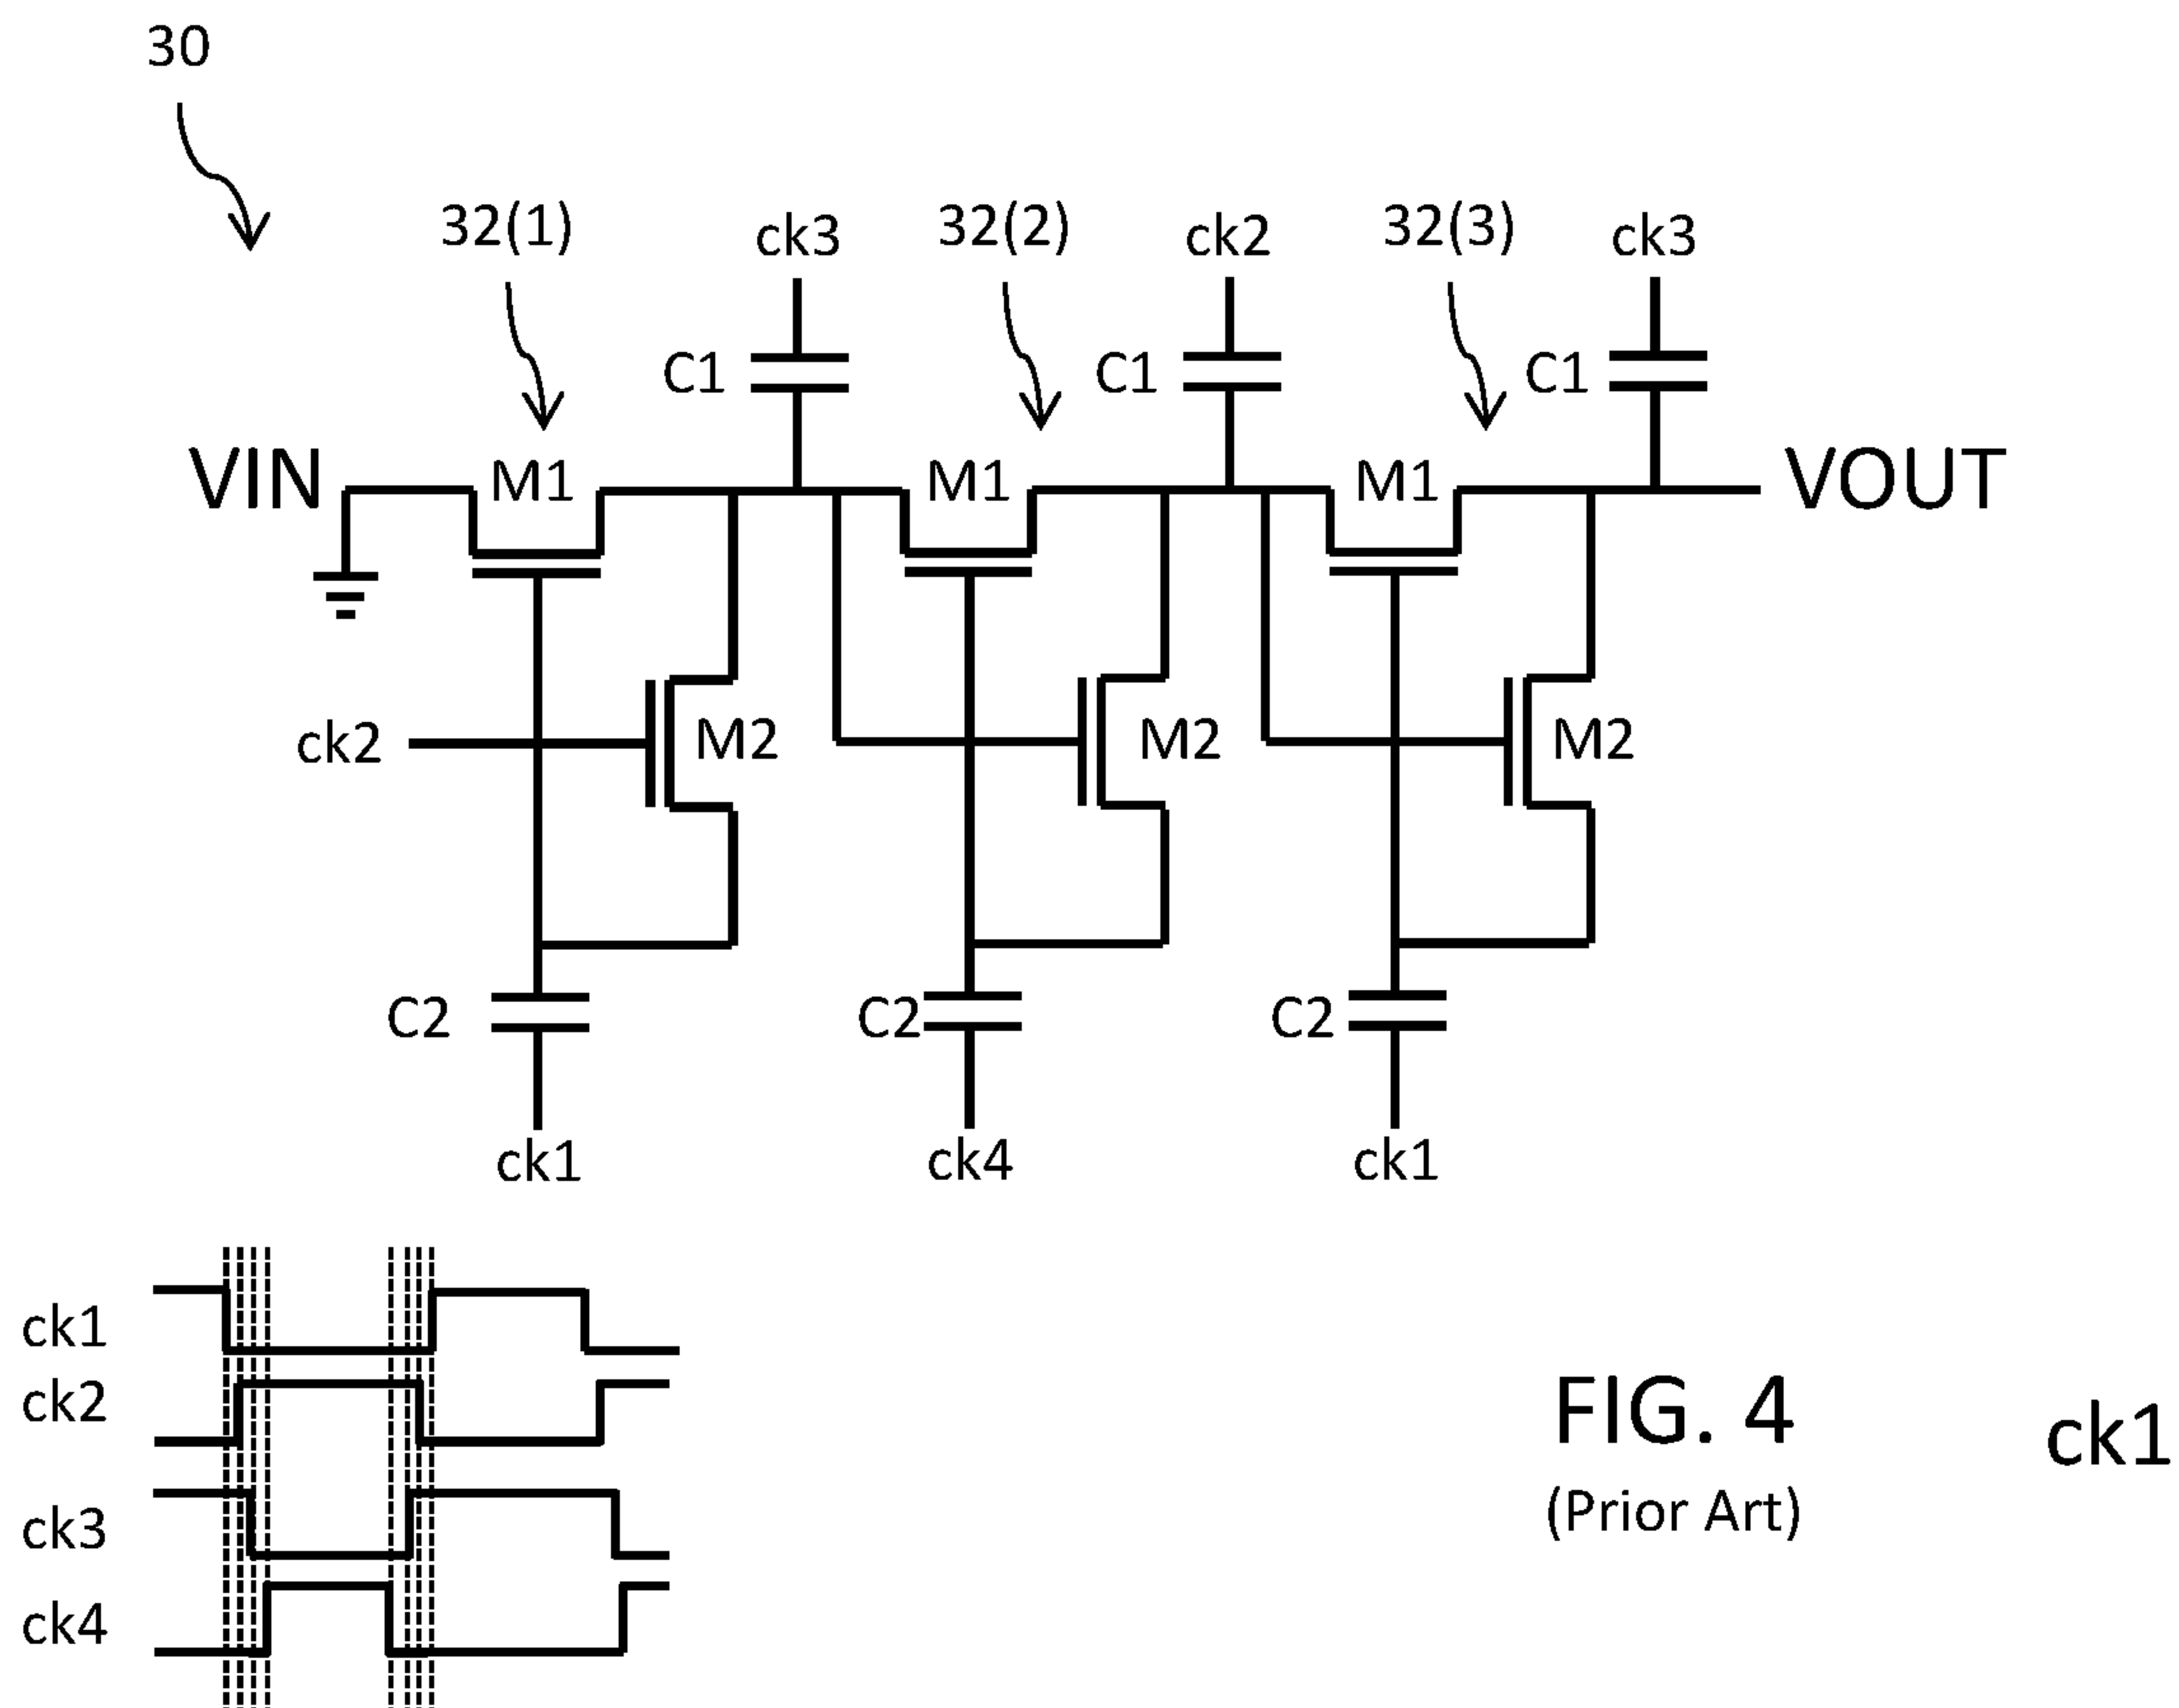 30
32(1) ck3 32(2) ck2 32(3) ck3
C1 C1 C1
VIN M1 M1 M1 VOUT
ck2 M2 M2 M2
C2 C2 C2
ck1 ck4 ck1
ck1
ck2
ck3
ck4
FIG. 4
(Prior Art)
ck1